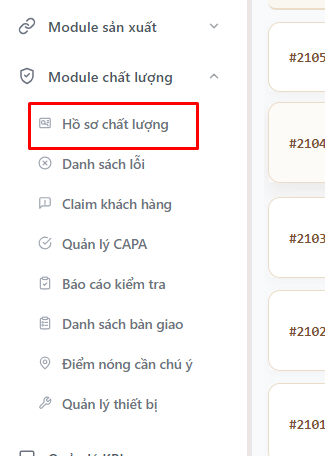 Module sản xuất
#2105
Module chất lượng
Hồ sơ chất lượng
#2104
Danh sách lỗi
Claim khách hàng
Quản lý CAPA
#2103
Báo cáo kiểm tra
Danh sách bàn giao
#2102
Điểm nóng cần chú ý
Quản lý thiết bị
#2101